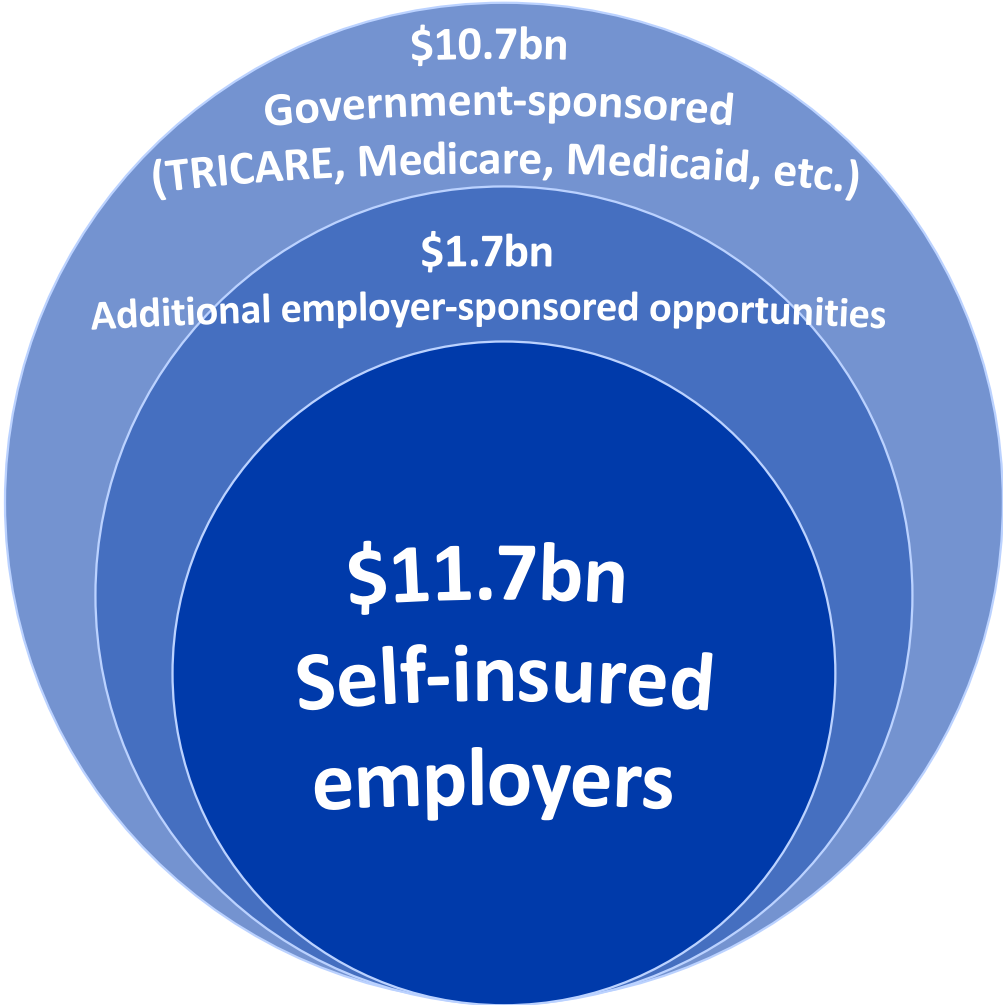 $10.7bn
Government-sponsored
(TRICARE, Medicare, Medicaid, etc.)
$1.7bn
Additional employer-sponsored opportunities
$11.7bn
Self-insured
employers